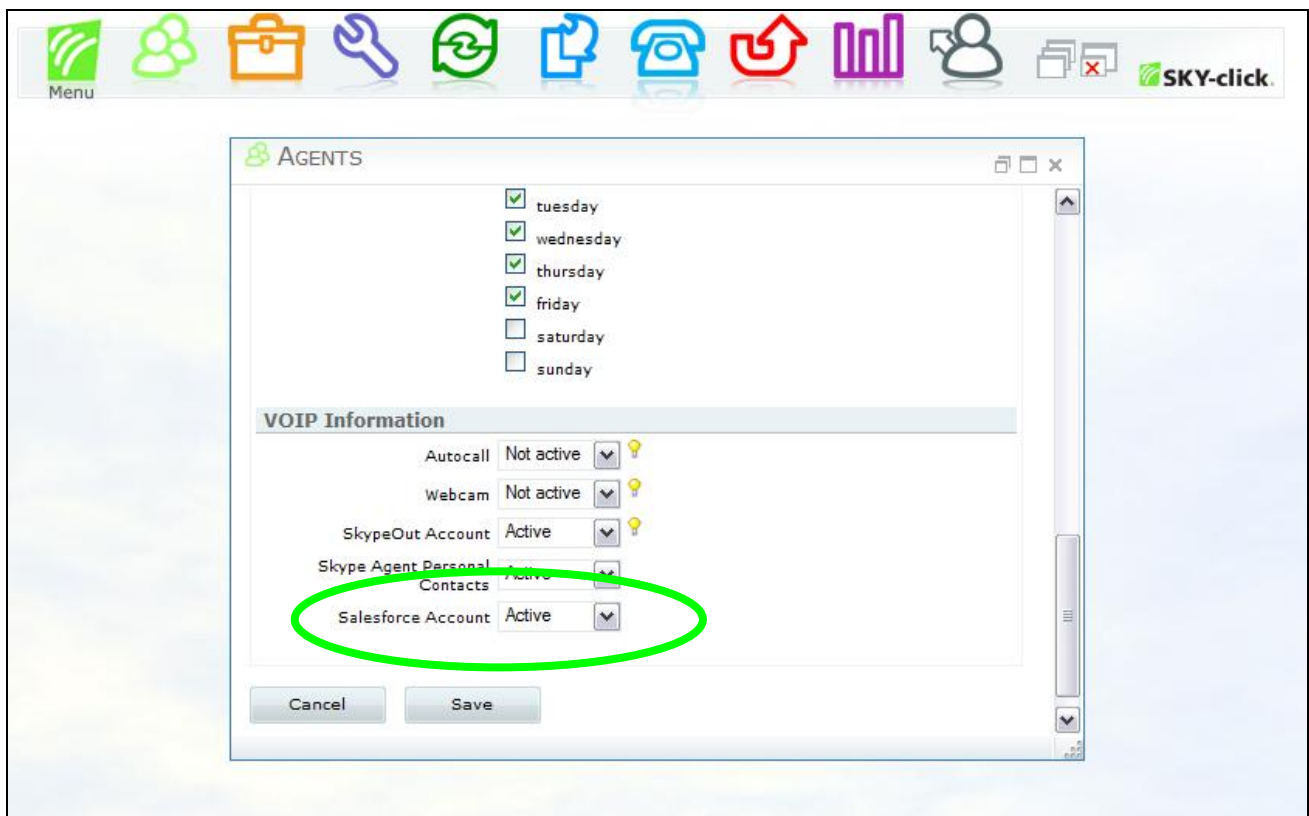 Menu
SKY-click.
AGENTS
tuesday
wednesday
thursday
friday
saturday
sunday
VOIP Information
Autocall Not active
Webcam Not active
SkypeOut Account Active
Skype Agent Personal
Contacts Active
Salesforce Account Active
Cancel Save